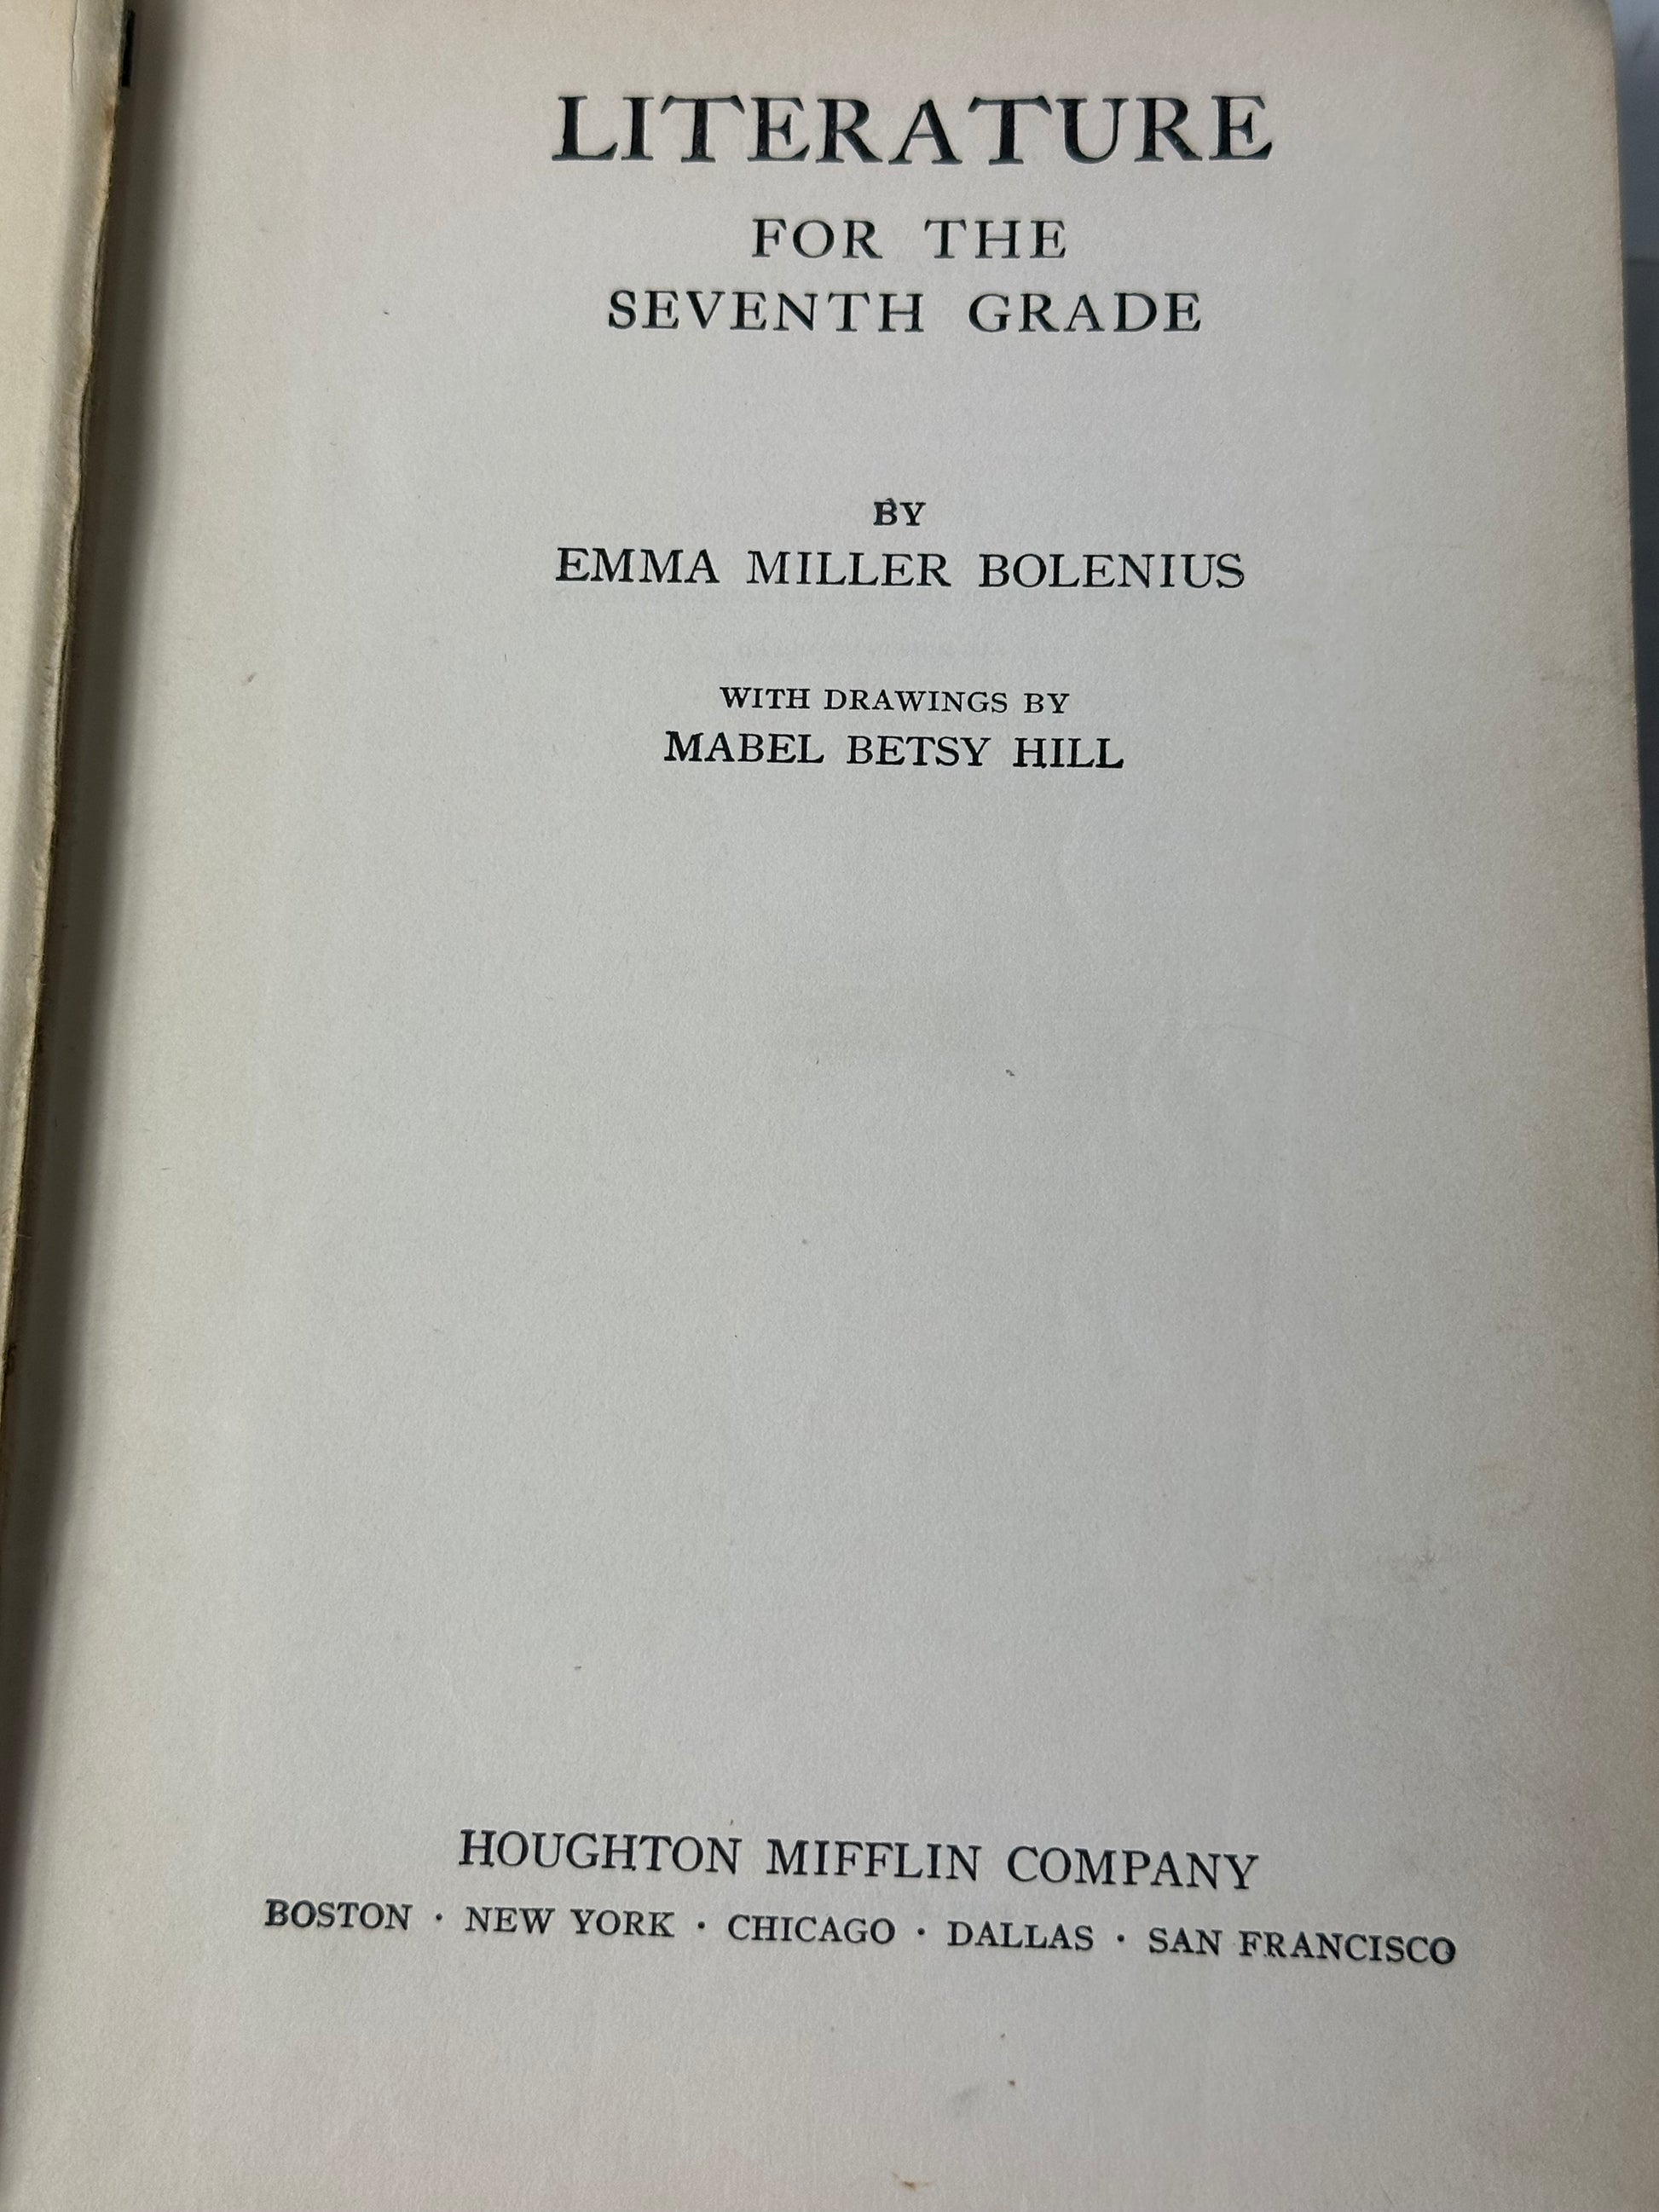 LITERATURE
FOR THE
SEVENTH GRADE
BY
EMMA MILLER BOLENIUS
WITH DRAWINGS BY
MABEL BETSY HILL
HOUGHTON MIFFLIN COMPANY
BOSTON · NEW YORK · CHICAGO · DALLAS · SAN FRANCISCO